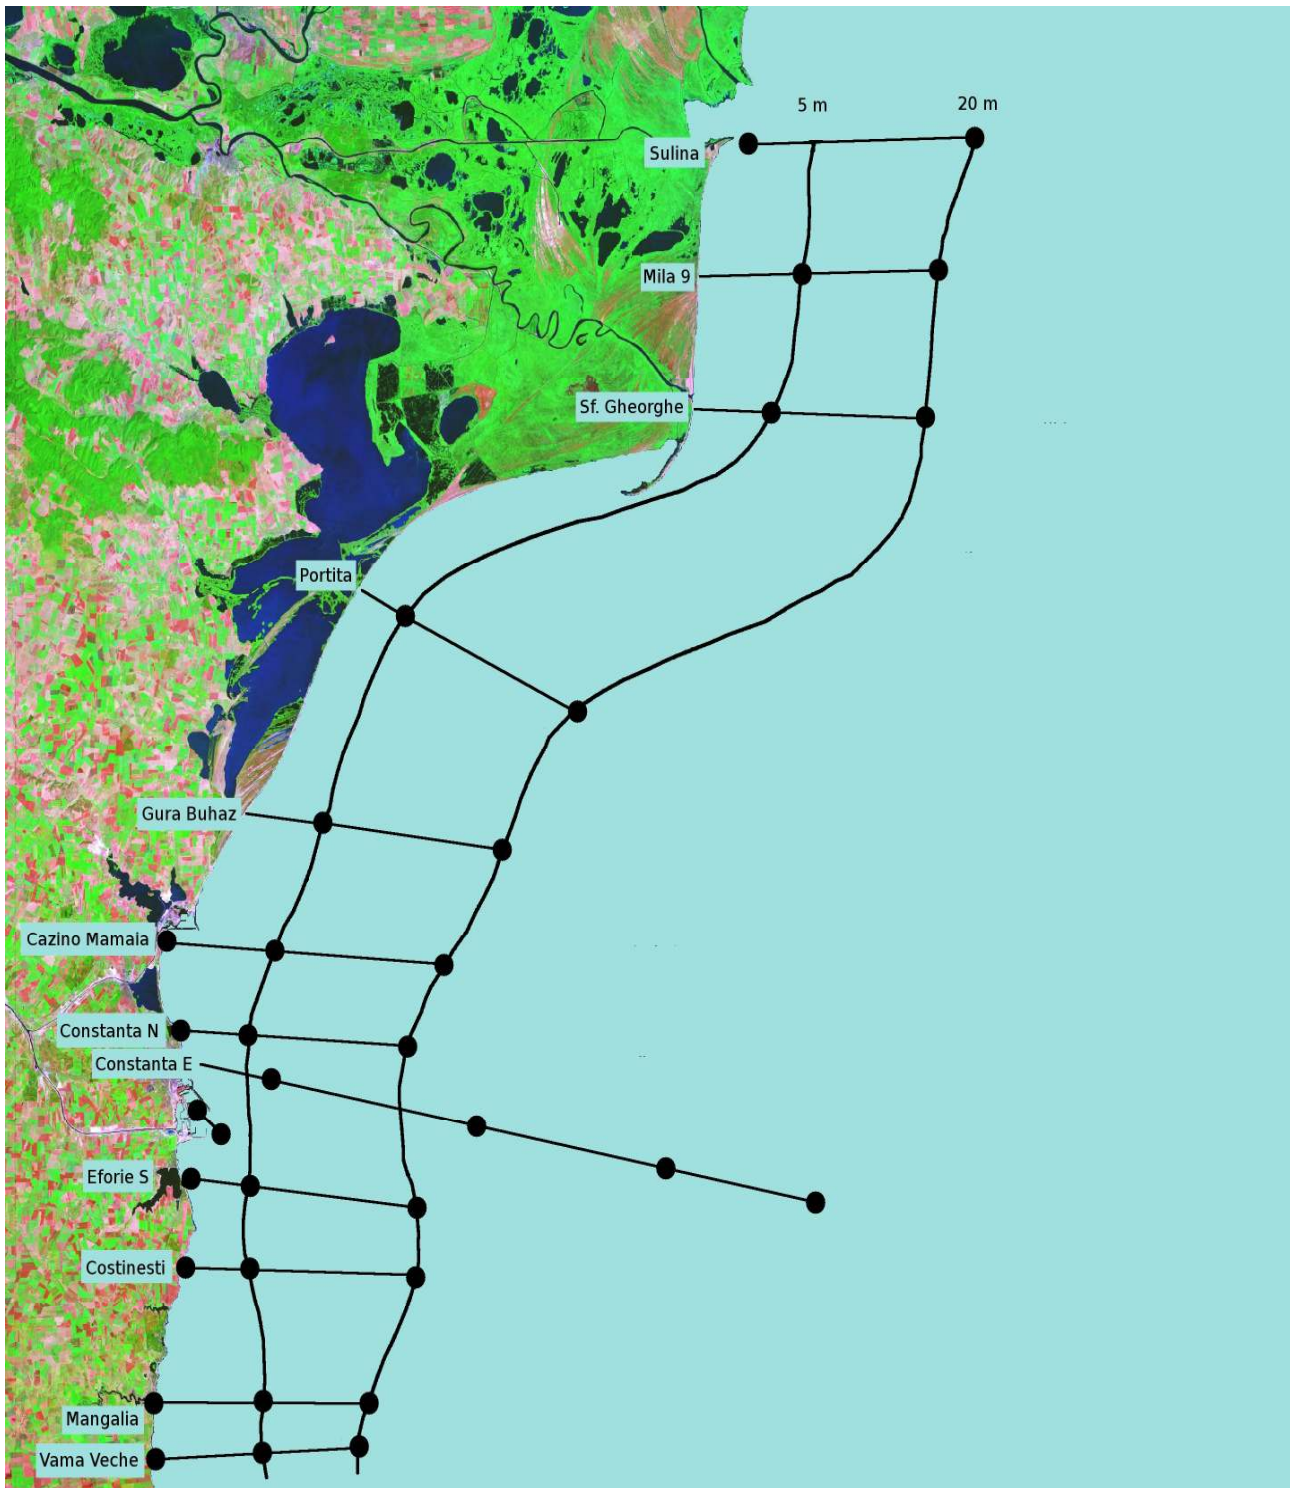 5 m
20 m
Sulina
Mila 9
Sf. Gheorghe
Portita
Gura Buhaz
Cazino Mamaia
Constanta N
Constanta E
Eforie S
Costinesti
Mangalia
Vama Veche